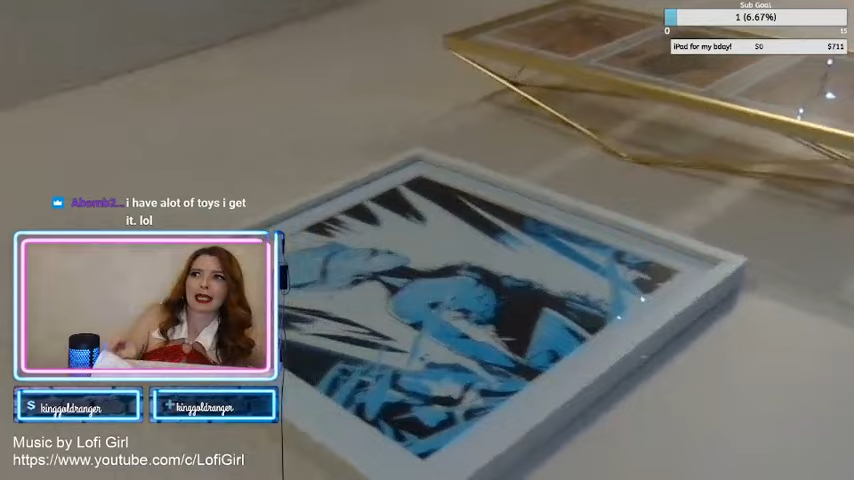 Sub Goal
1 (6.67%)
0 15
iPad for my bday! $0 $711
Abomb2... i have alot of toys i get
it. lol
S kinggoldranger
+kinggoldranger
Music by Lofi Girl
https://www.youtube.com/c/LofiGirl